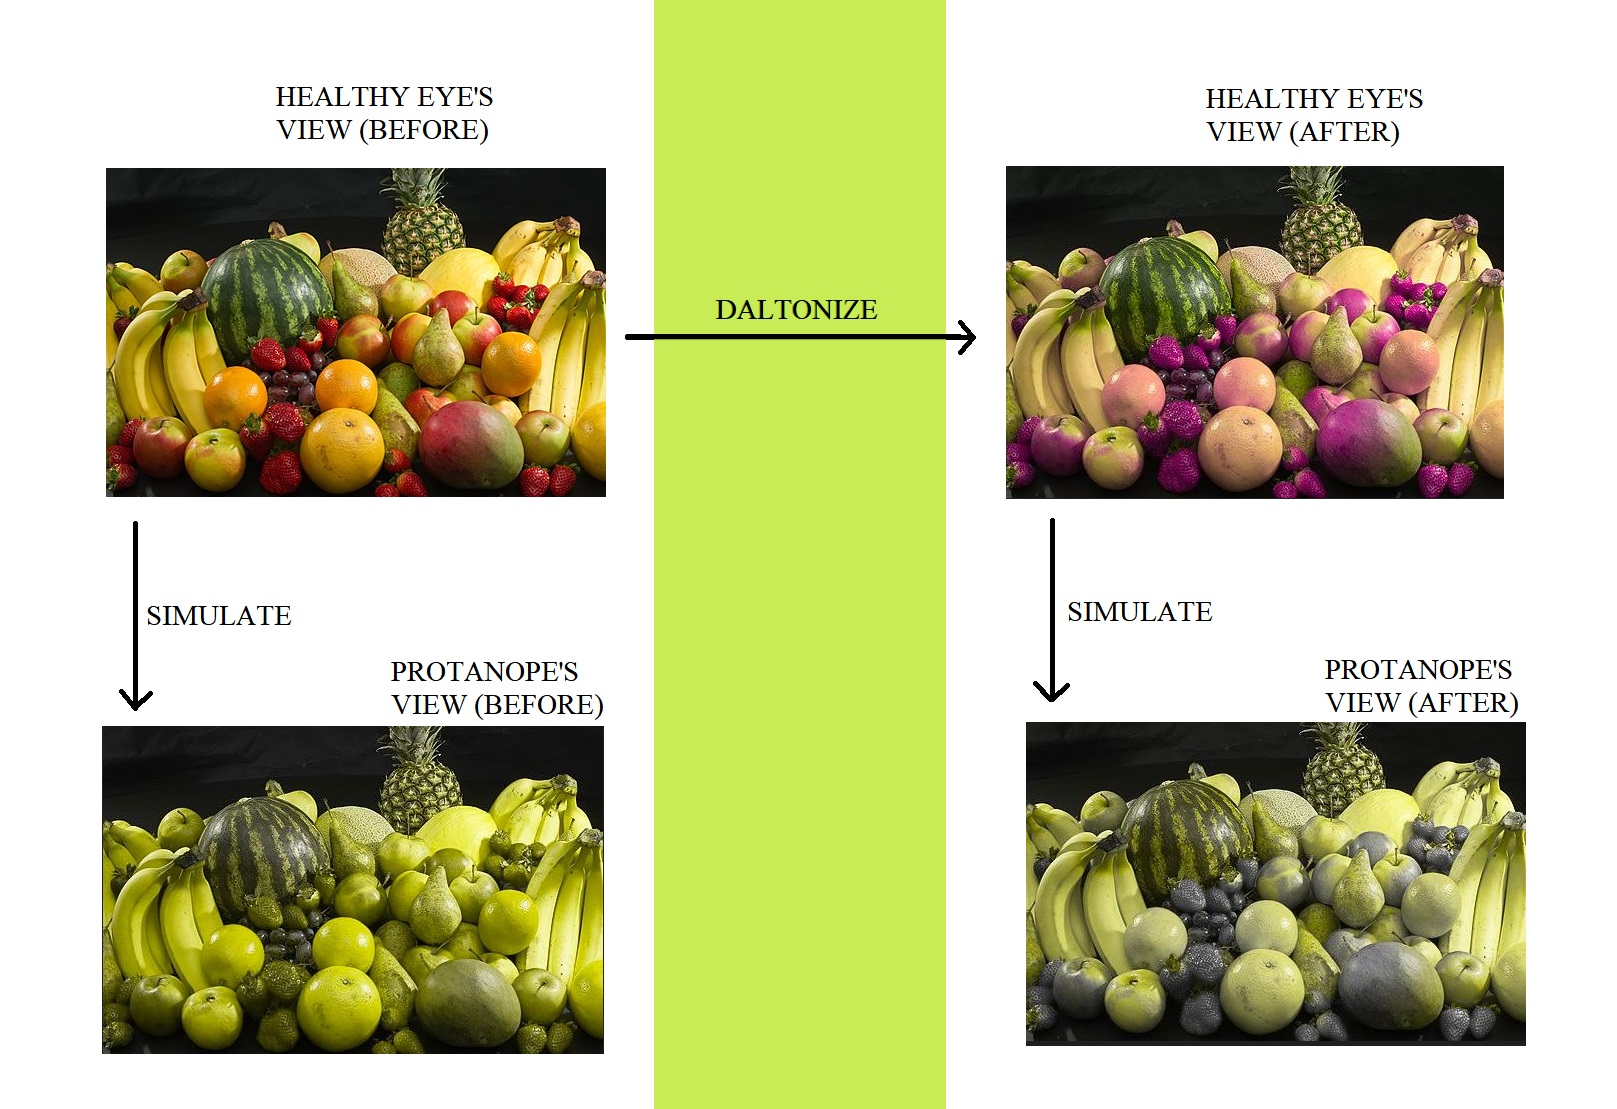 HEALTHY EYE'S
VIEW (BEFORE)
HEALTHY EYE'S
VIEW (AFTER)
DALTONIZE
SIMULATE
SIMULATE
PROTANOPE'S
VIEW (BEFORE)
PROTANOPE'S
VIEW (AFTER)